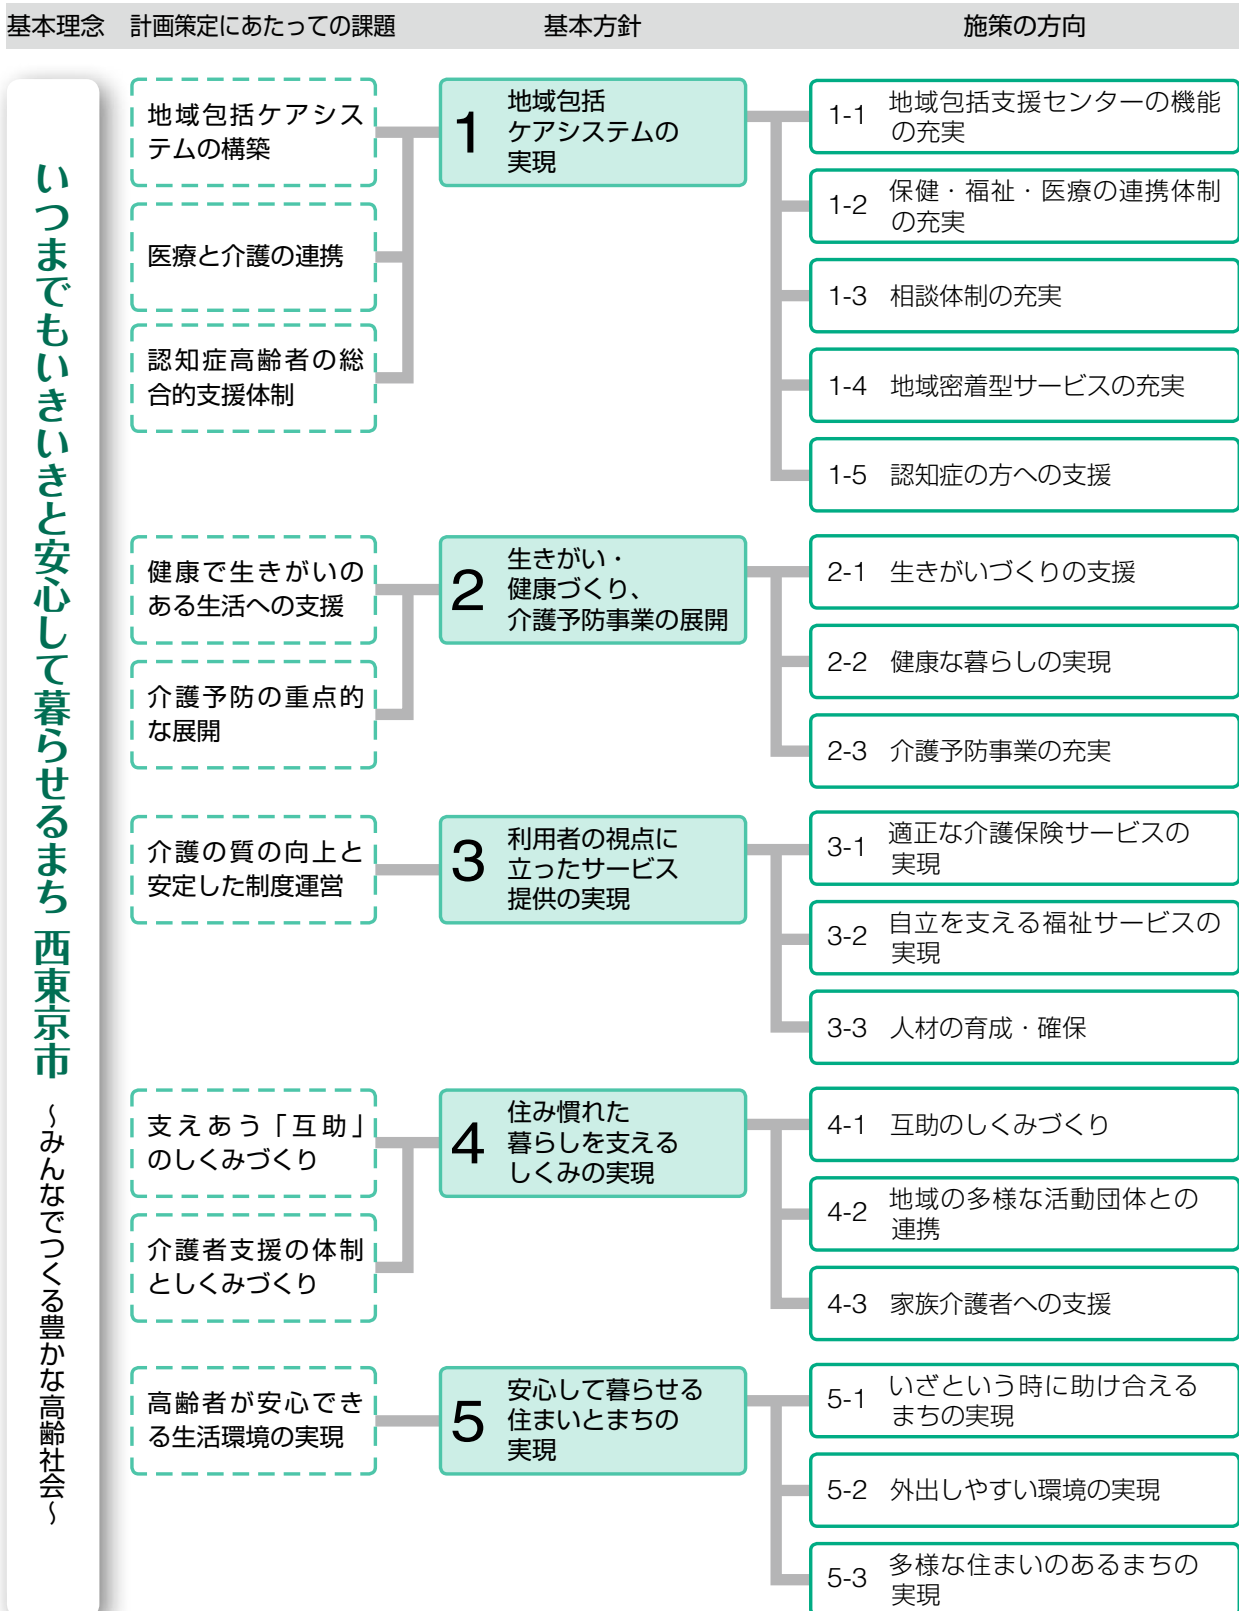 基本理念
計画策定にあたっての課題
基本方針
施策の方向
いつまでもいきいきと安心して暮らせるまち 西東京市
～みんなでつくる豊かな高齢社会～
地域包括ケアシス
テムの構築
医療と介護の連携
認知症高齢者の総
合的支援体制
1
地域包括
ケアシステムの
実現
1-1 地域包括支援センターの機能
の充実
1-2 保健・福祉・医療の連携体制
の充実
1-3 相談体制の充実
1-4 地域密着型サービスの充実
1-5 認知症の方への支援
健康で生きがいの
ある生活への支援
介護予防の重点的
な展開
2
生きがい・
健康づくり、
介護予防事業の展開
2-1 生きがいづくりの支援
2-2 健康な暮らしの実現
2-3 介護予防事業の充実
介護の質の向上と
安定した制度運営
3
利用者の視点に
立ったサービス
提供の実現
3-1 適正な介護保険サービスの
実現
3-2 自立を支える福祉サービスの
実現
3-3 人材の育成・確保
支えあう「互助」
のしくみづくり
介護者支援の体制
としくみづくり
4
住み慣れた
暮らしを支える
しくみの実現
4-1 互助のしくみづくり
4-2 地域の多様な活動団体との
連携
4-3 家族介護者への支援
高齢者が安心でき
る生活環境の実現
5
安心して暮らせる
住まいとまちの
実現
5-1 いざという時に助け合える
まちの実現
5-2 外出しやすい環境の実現
5-3 多様な住まいのあるまちの
実現